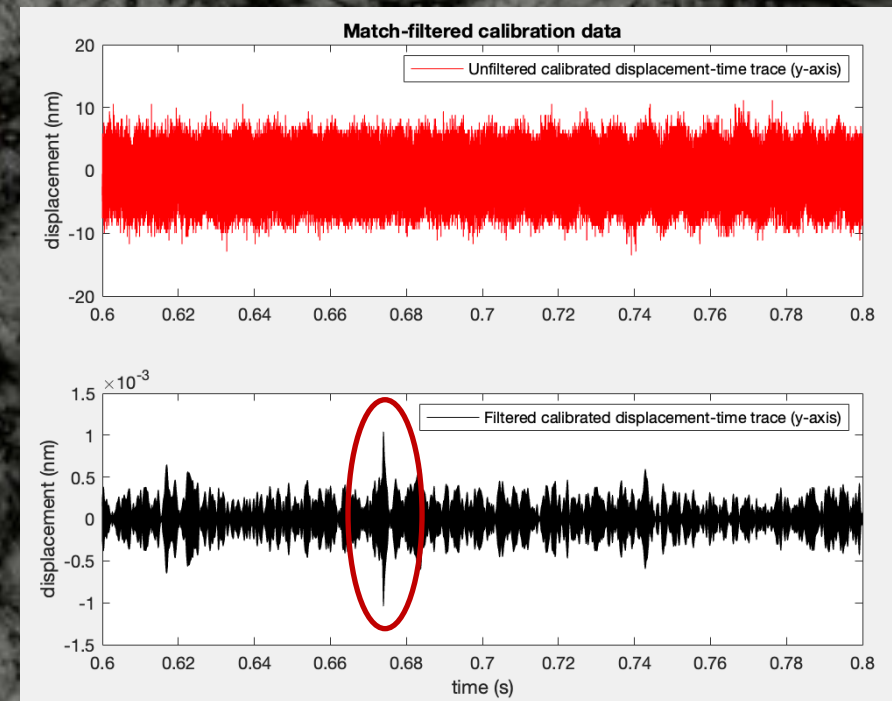 Match-filtered calibration data
20
10
0
-10
-20
displacement (nm)
Unfiltered calibrated displacement-time trace (y-axis)
0.6 0.62 0.64 0.66 0.68 0.7 0.72 0.74 0.76 0.78 0.8
×10-3
1.5
1
0.5
0
-0.5
-1
-1.5
displacement (nm)
Filtered calibrated displacement-time trace (y-axis)
0.6 0.62 0.64 0.66 0.68 0.7 0.72 0.74 0.76 0.78 0.8
time (s)